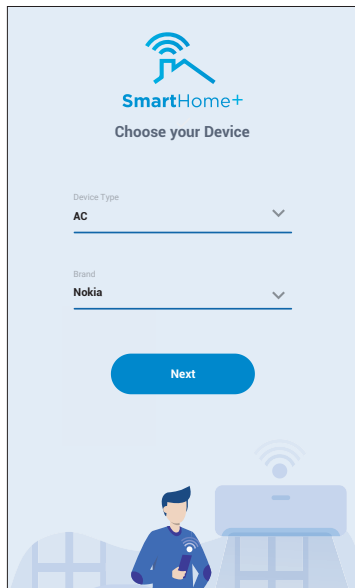 SmartHome+
Choose your Device
Device Type
AC
Brand
Nokia
Next